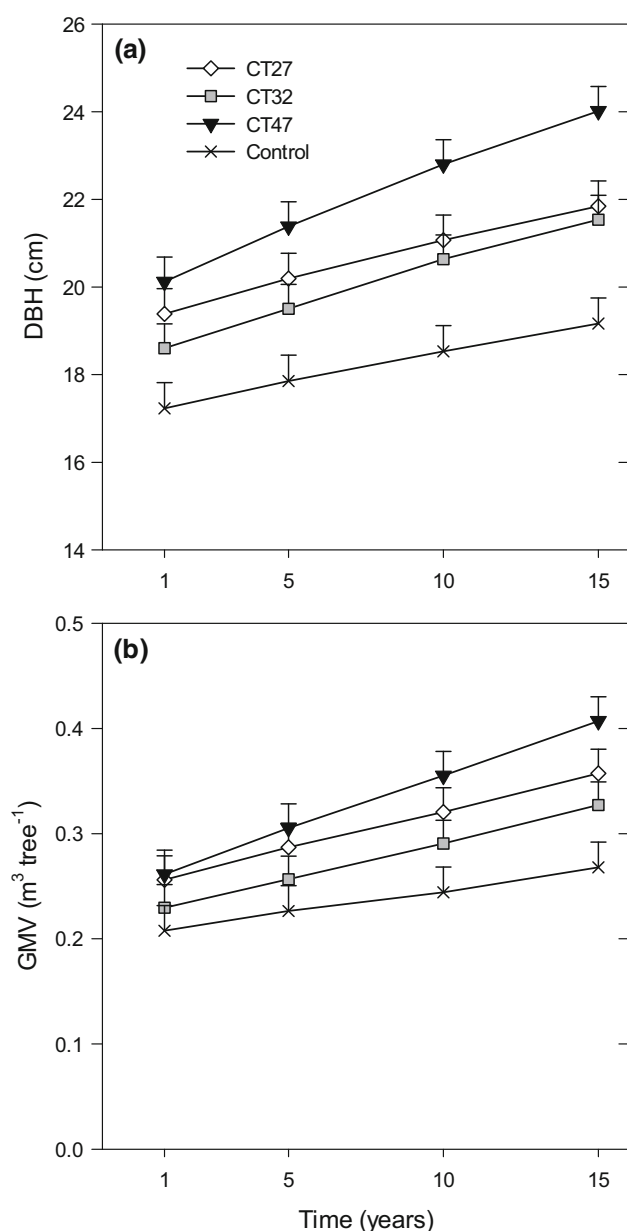 (a)
CT27
CT32
CT47
Control
26
24
22
20
18
16
14
DBH (cm)
1 5 10 15
(b)
0.5
0.4
0.3
0.2
0.1
0.0
GMV (m³ tree⁻¹)
1 5 10 15
Time (years)